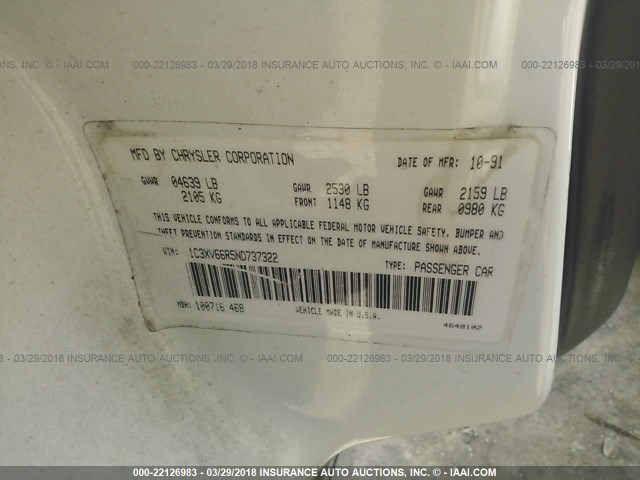 000-22126983 - 03/29/2018 INSURANCE AUTO AUCTIONS. © - IAAI.COM
MFD BY CHRYSLER CORPORATION DATE OF MFR: 10-91
GVWR 04639 LB GAWR 2530 LB GAWR 2159 LB
2105 KG FRONT 1148 KG REAR 0980 KG
THIS VEHICLE CONFORMS TO ALL APPLICABLE FEDERAL MOTOR VEHICLE SAFETY, BUMPER AND
THEFT PREVENTION STANDARDS IN EFFECT ON THE DATE OF MANUFACTURE SHOWN ABOVE.
VIN: 1C3XV66R5ND737322 TYPE: PASSENGER CAR
MDH: 100716 468 VEHICLE MADE IN U.S.A. 4648102
000-22126983 - 03/29/2018 INSURANCE AUTO AUCTIONS. © - IAAI.COM
000-22126983 - 03/29/2018 INSURANCE AUTO AUCTIONS. © - IAAI.COM